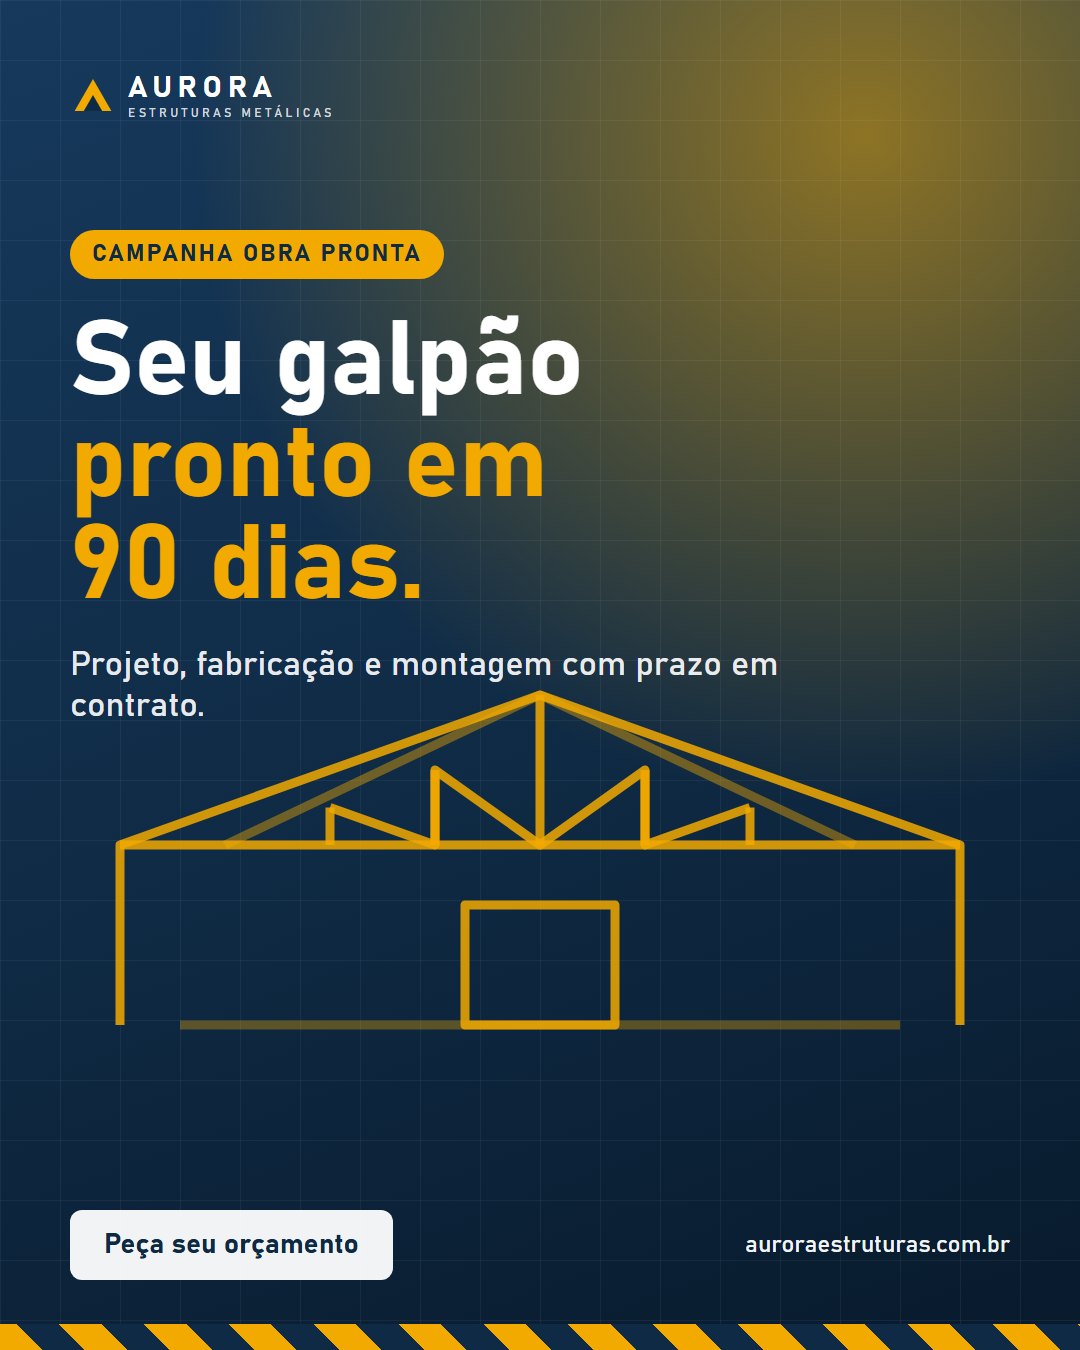 AURORA
ESTRUTURAS METÁLICAS
CAMPANHA OBRA PRONTA
Seu galpão
pronto em
90 dias.
Projeto, fabricação e montagem com prazo em
contrato.
Peça seu orçamento
auroraestruturas.com.br